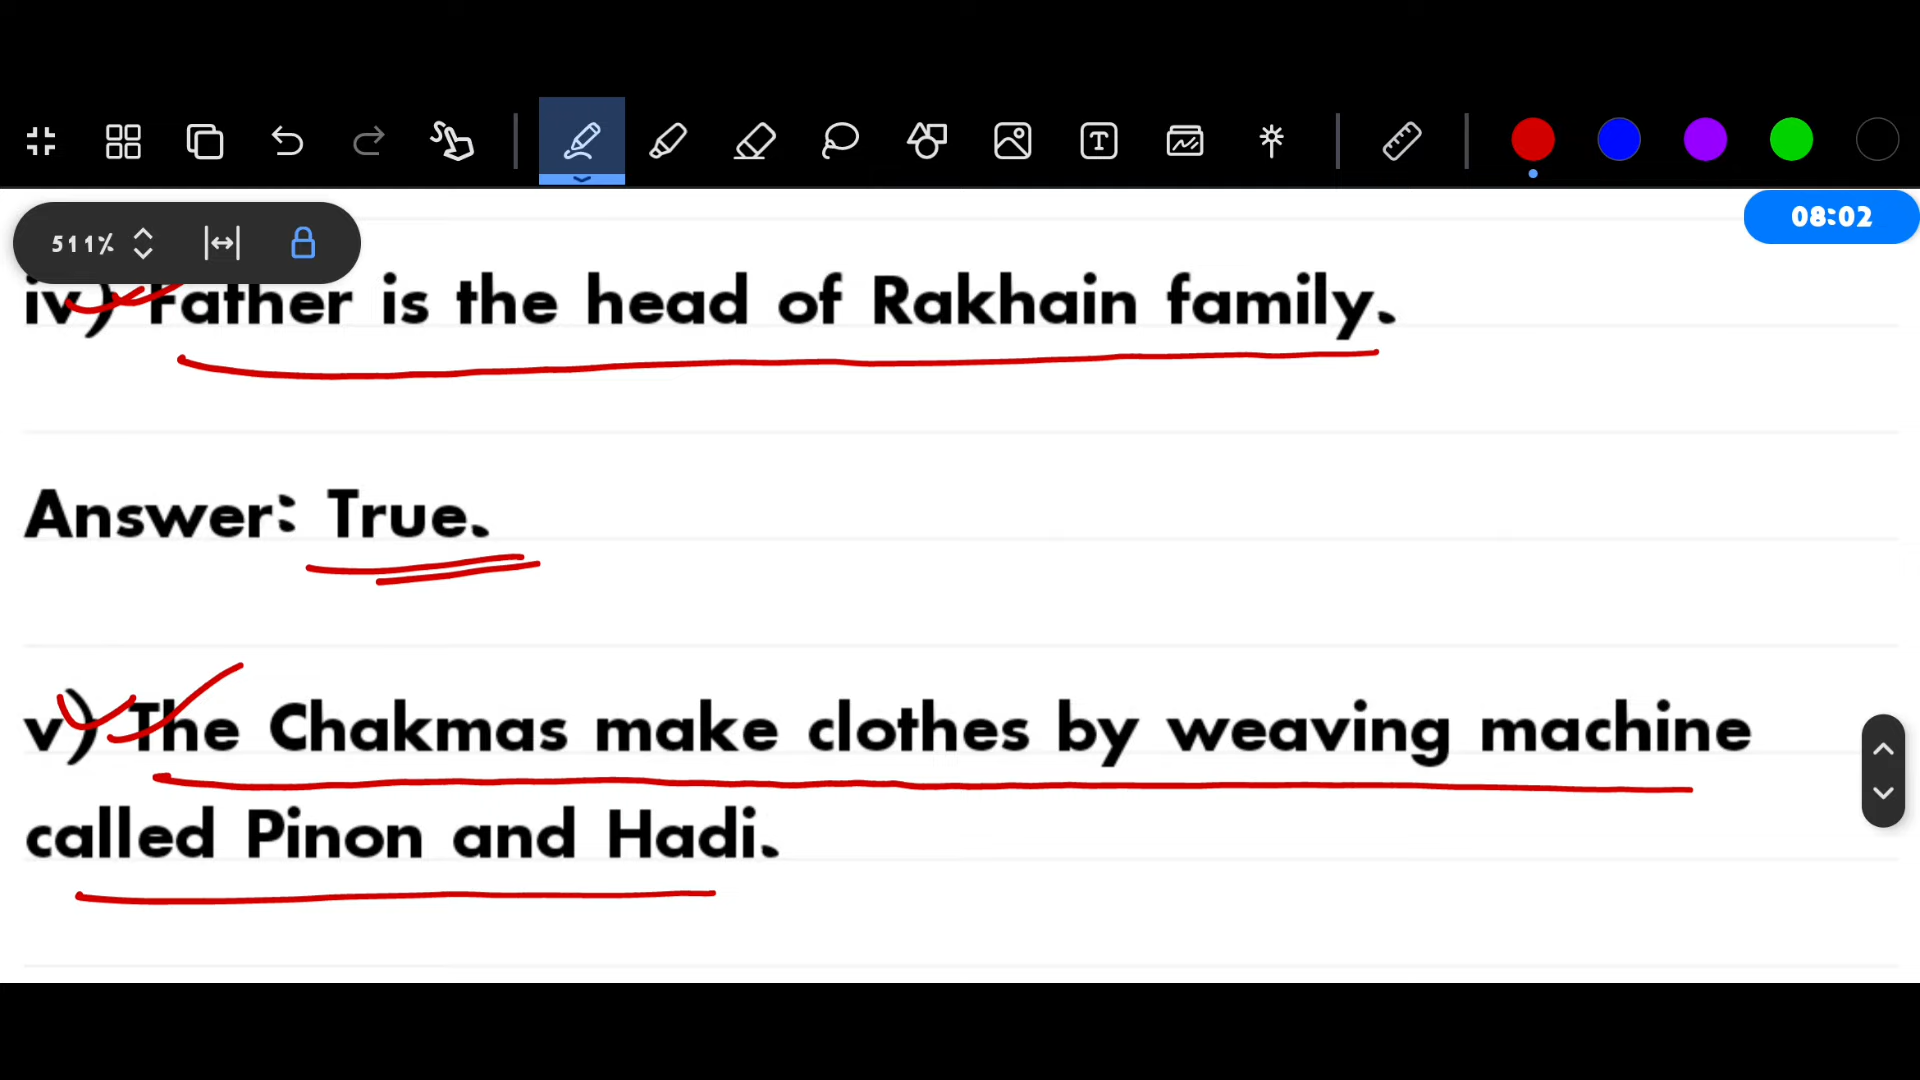 08:02
511%
iv) Father is the head of Rakhain family.
Answer: True.
v) The Chakmas make clothes by weaving machine
called Pinon and Hadi.